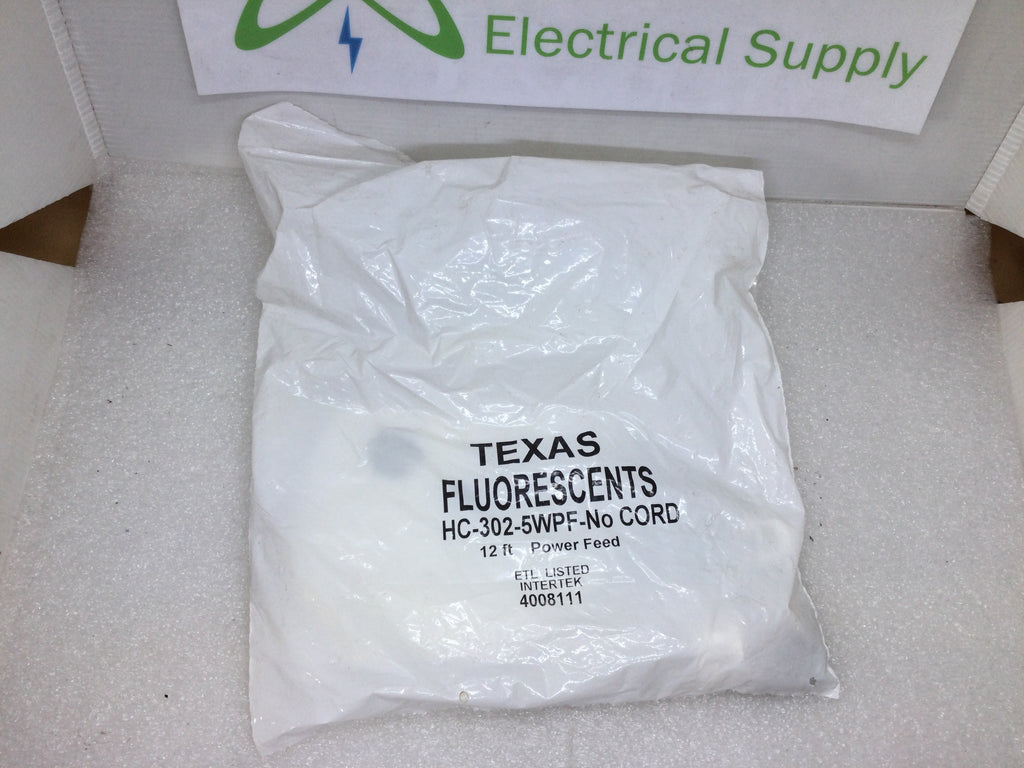 Electrical Supply
TEXAS
FLUORESCENTS
HC-302-5WPF-No CORD
12 ft Power Feed
ETL LISTED
INTERTEK
4008111